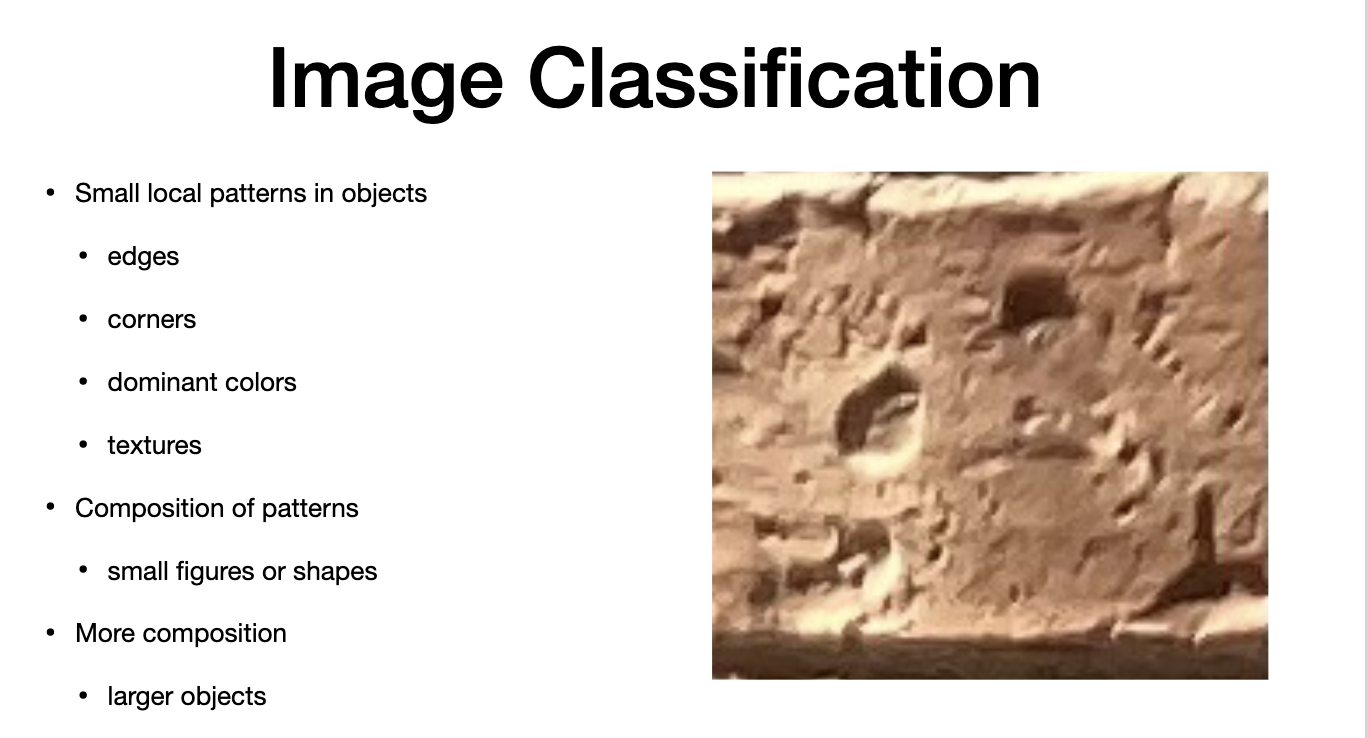 Image Classification
• Small local patterns in objects
• edges
• corners
• dominant colors
• textures
• Composition of patterns
• small figures or shapes
• More composition
• larger objects